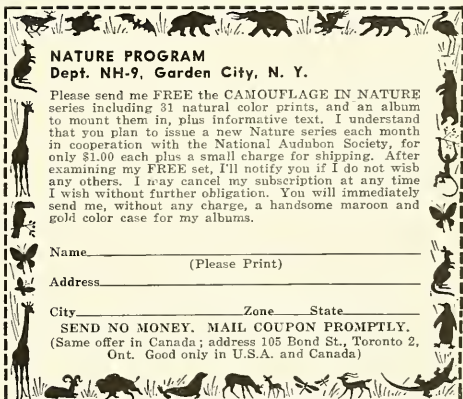 NATURE PROGRAM
Dept. NH-9, Garden City, N. Y.
Please send me FREE the CAMOUFLAGE IN NATURE
series including 31 natural color prints, and an album
to mount them in, plus informative text. I understand
that you plan to issue a new Nature series each month
in cooperation with the National Audubon Society, for
only $1.00 each plus a small charge for shipping. After
examining my FREE set, I'll notify you if I do not wish
any others. I may cancel my subscription at any time
I wish without further obligation. You will immediately
send me, without any charge, a handsome maroon and
gold color case for my albums.
Name
(Please Print)
Address
City Zone State
SEND NO MONEY. MAIL COUPON PROMPTLY.
(Same offer in Canada; address 105 Bond St., Toronto 2,
Ont. Good only in U.S.A. and Canada)